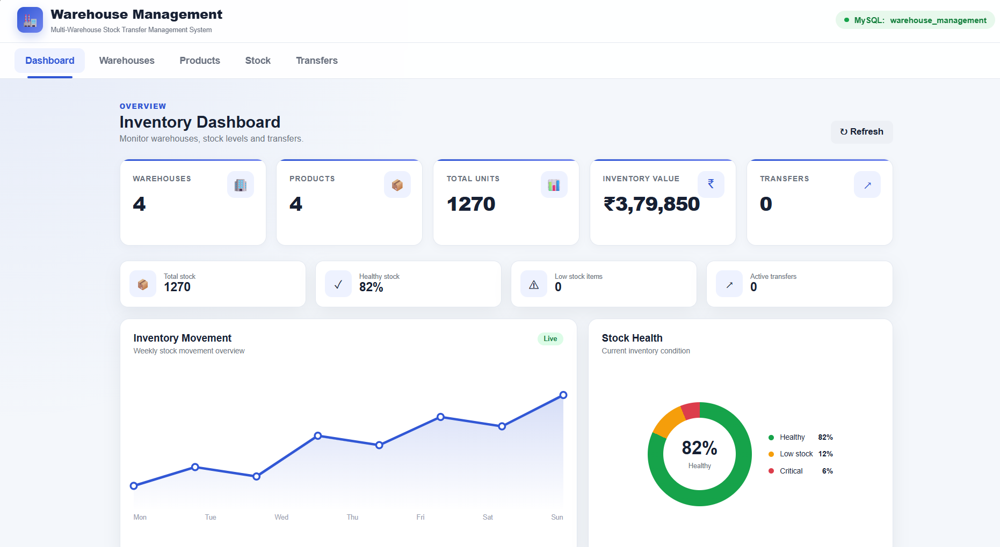 Warehouse Management
Multi-Warehouse Stock Transfer Management System
MySQL: warehouse_management
Dashboard
Warehouses
Products
Stock
Transfers
OVERVIEW
Inventory Dashboard
Monitor warehouses, stock levels and transfers.
↻ Refresh
WAREHOUSES
4
PRODUCTS
4
TOTAL UNITS
1270
INVENTORY VALUE
₹
₹3,79,850
TRANSFERS
↗
0
Total stock
1270
✓
Healthy stock
82%
⚠
Low stock items
0
↗
Active transfers
0
Inventory Movement
Live
Weekly stock movement overview
Mon
Tue
Wed
Thu
Fri
Sat
Sun
Stock Health
Current inventory condition
82%
Healthy
Healthy 82%
Low stock 12%
Critical 6%